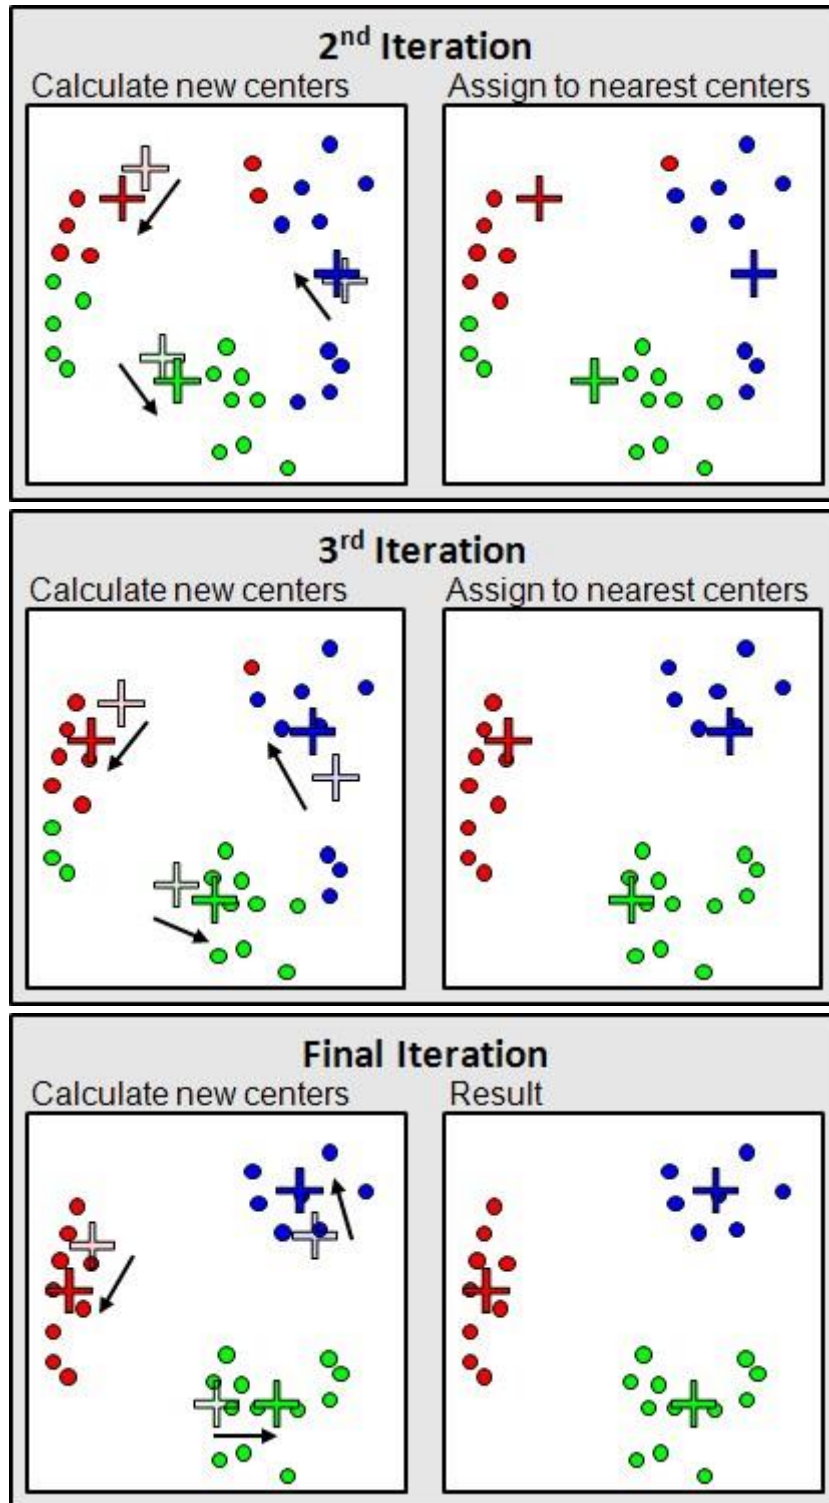 2nd Iteration
Calculate new centers
Assign to nearest centers
3rd Iteration
Calculate new centers
Assign to nearest centers
Final Iteration
Calculate new centers
Result